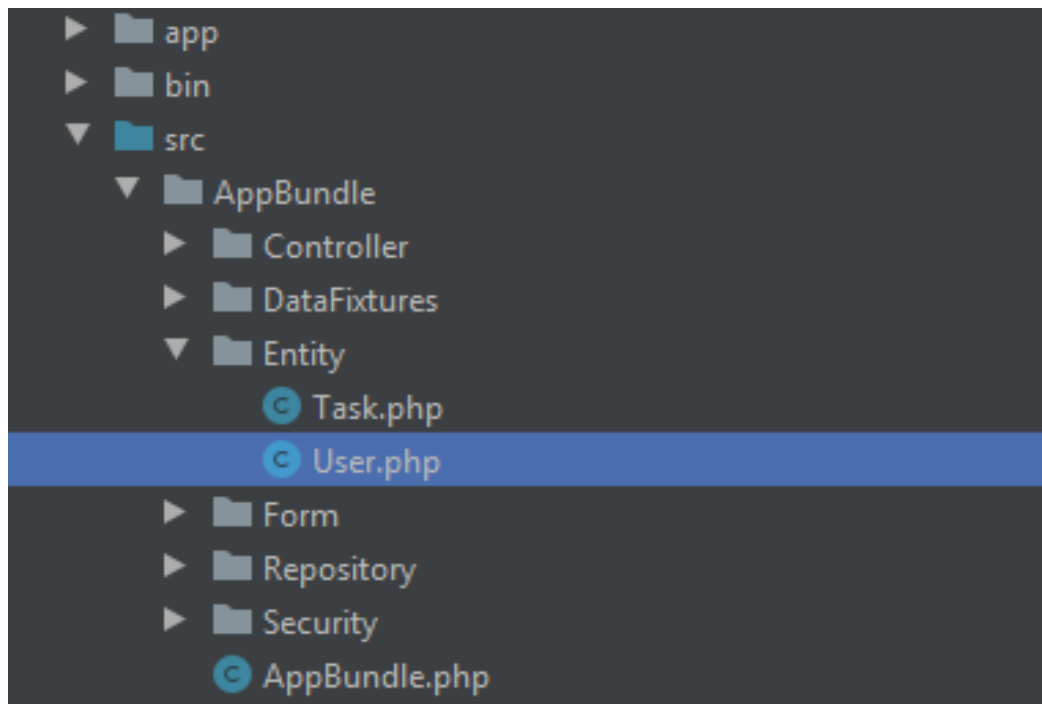 app
bin
src
AppBundle
Controller
DataFixtures
Entity
C Task.php
C User.php
Form
Repository
Security
C AppBundle.php